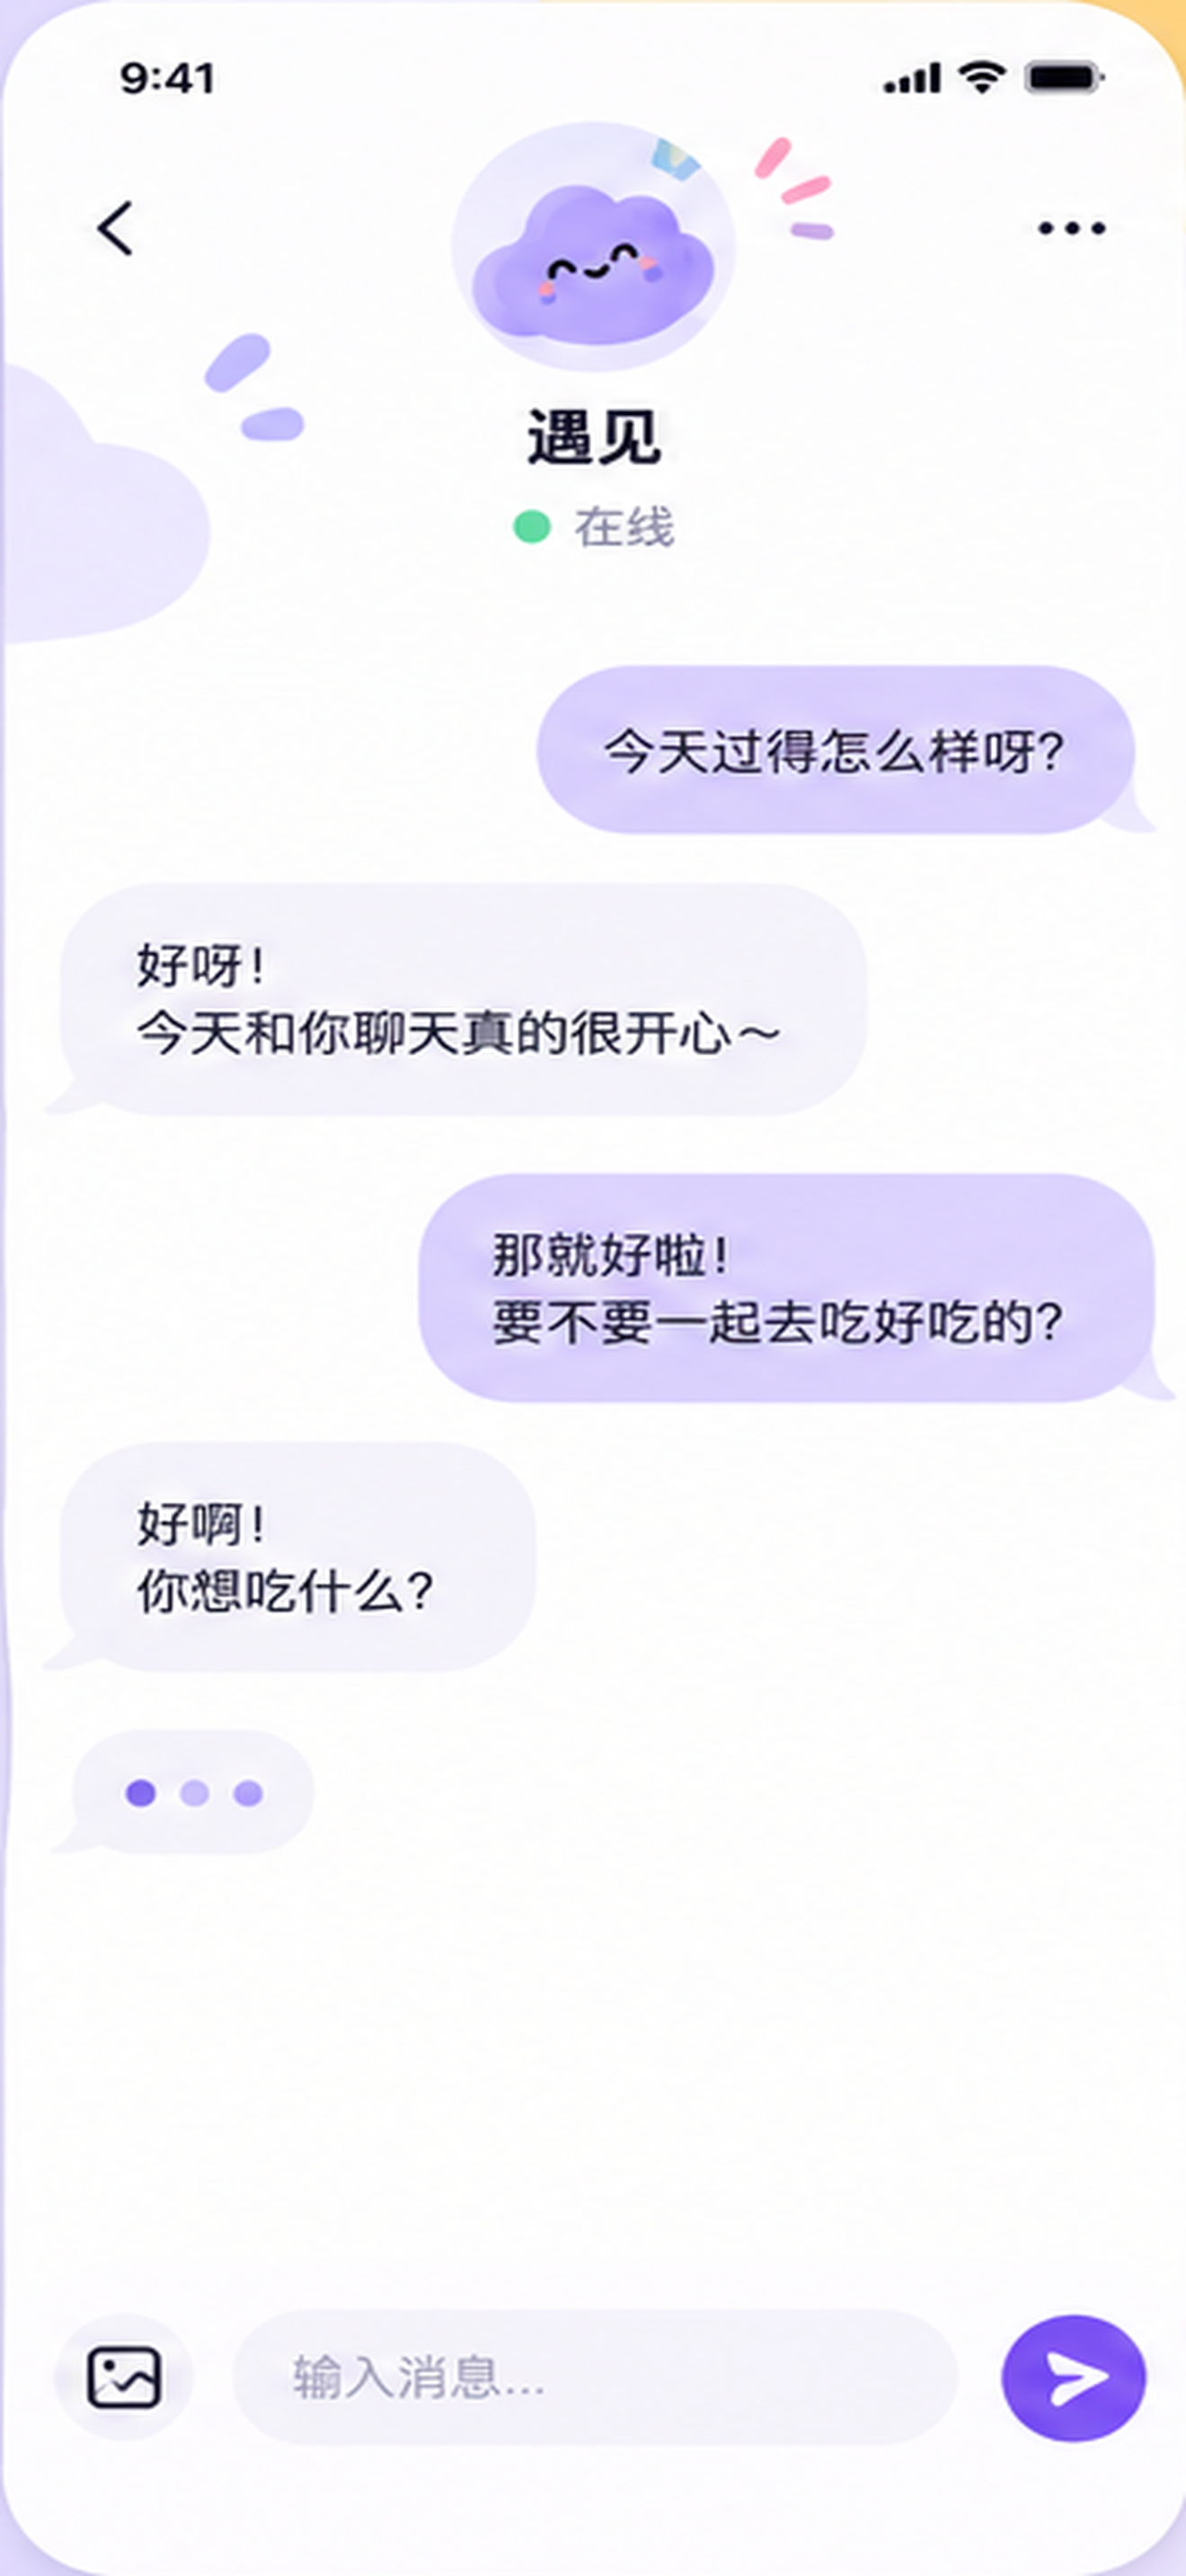 9:41
遇见
在线
今天过得怎么样呀?
好呀!
今天和你聊天真的很开心～
那就好啦!
要不要一起去吃好吃的?
好啊!
你想吃什么?
输入消息...